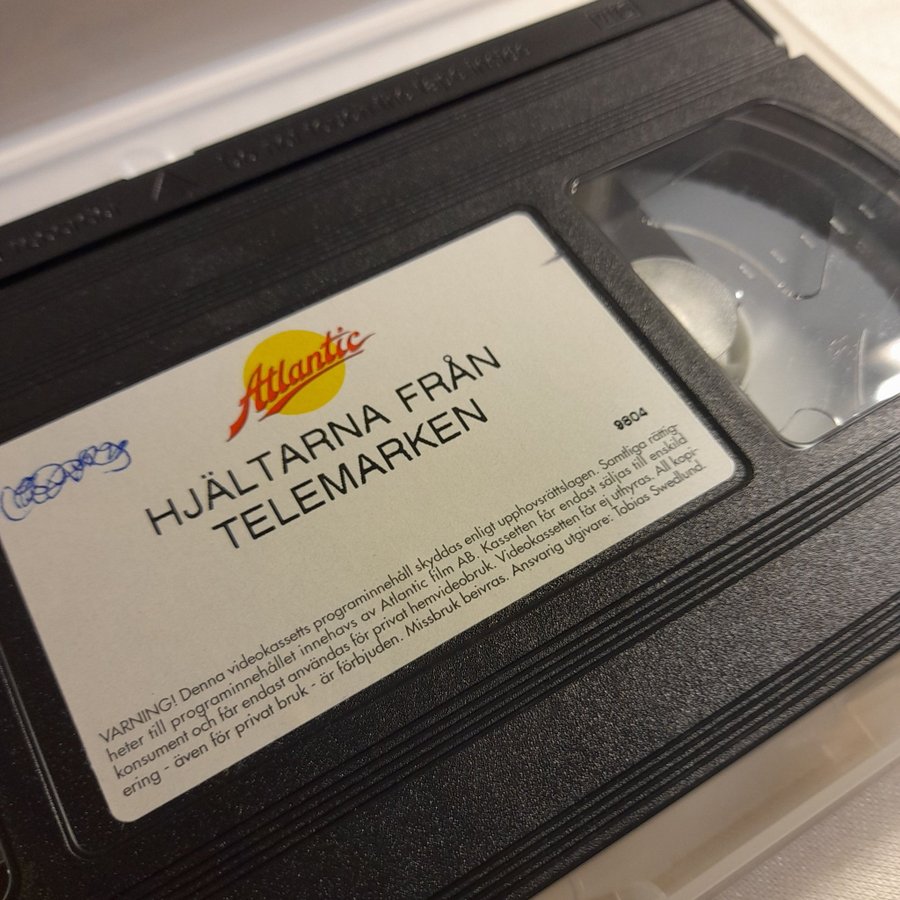 Atlantic
HJÄLTARNA FRÅN
TELEMARKEN
9804
VARNING! Denna videokassetts programinnehåll skyddas enligt upphovsrättslagen. Samtliga rättig-
heter till programinnehållet innehavs av Atlantic film AB. Kassetten får endast säljas till enskild
konsument och får endast användas för privat hemvideobruk. Videokassetten får ej uthyras. All kopi-
ering - även för privat bruk - är förbjuden. Missbruk beivras. Ansvarig utgivare: Tobias Swedlund.